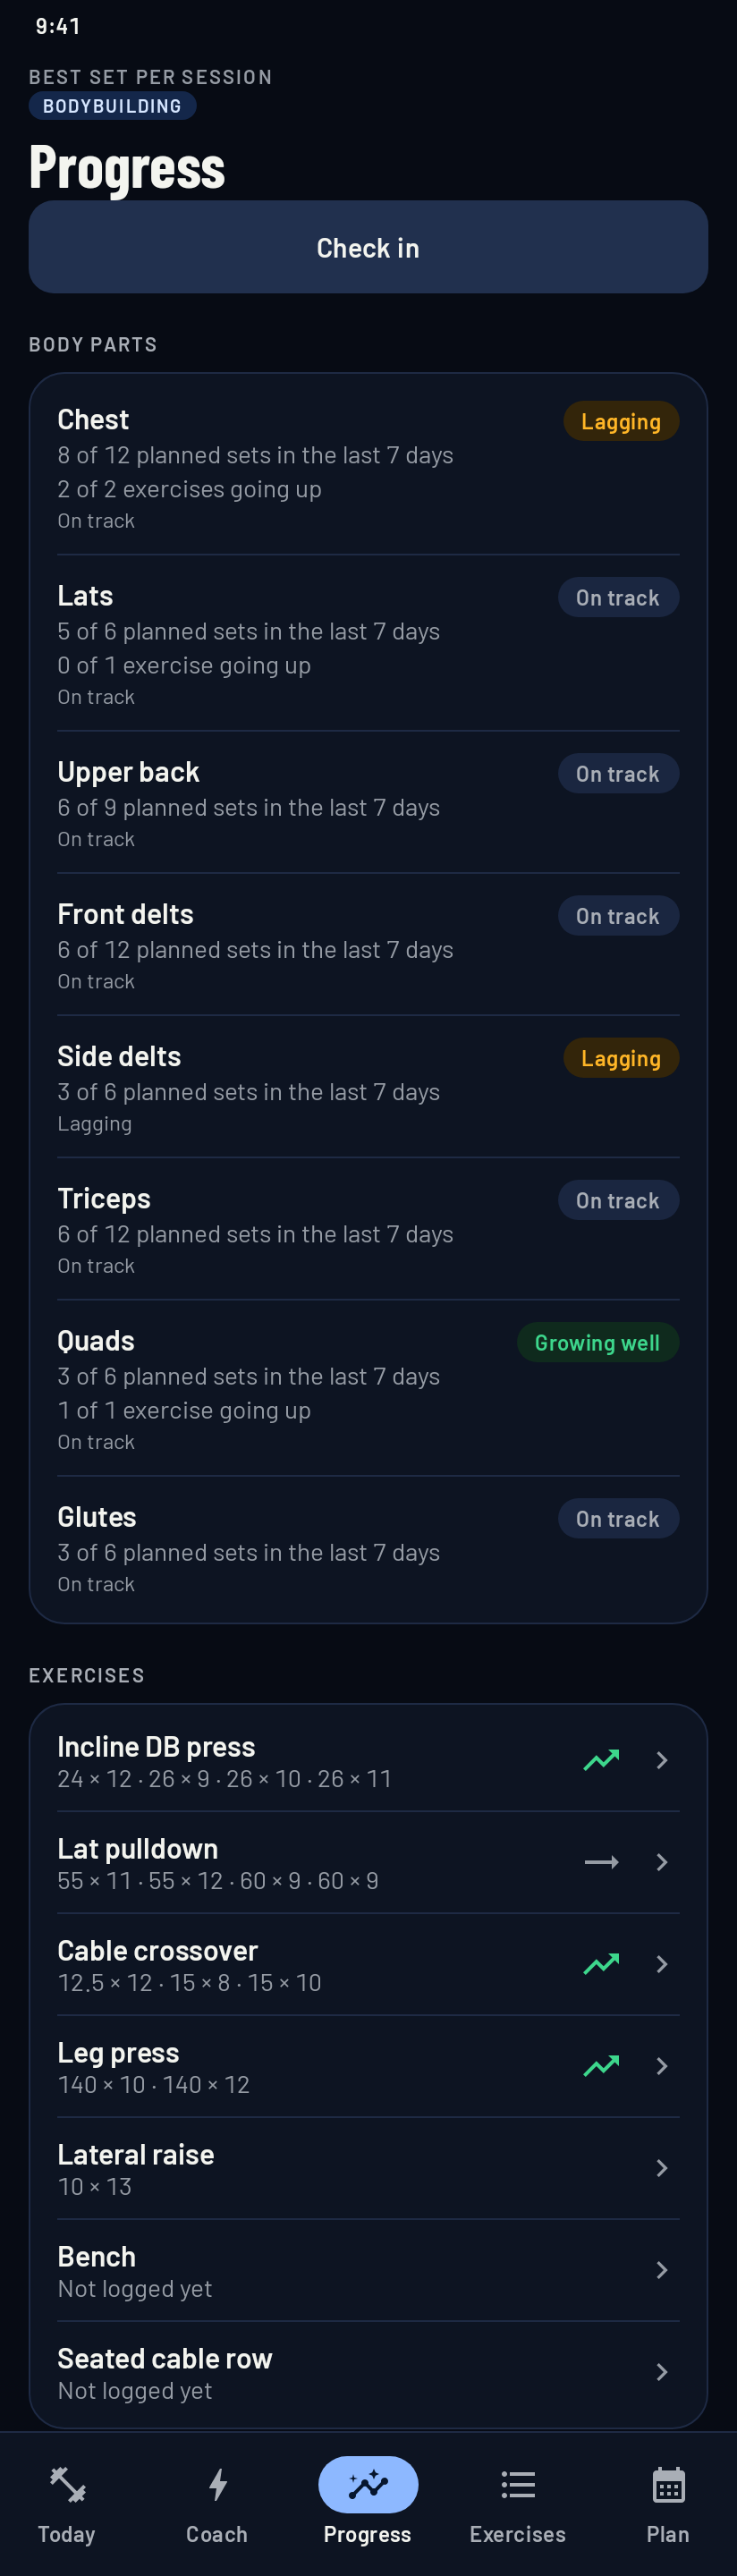 9:41
BEST SET PER SESSION
BODYBUILDING
Progress
Check in
BODY PARTS
Chest
Lagging
8 of 12 planned sets in the last 7 days
2 of 2 exercises going up
On track
Lats
On track
5 of 6 planned sets in the last 7 days
0 of 1 exercise going up
On track
Upper back
On track
6 of 9 planned sets in the last 7 days
On track
Front delts
On track
6 of 12 planned sets in the last 7 days
On track
Side delts
Lagging
3 of 6 planned sets in the last 7 days
Lagging
Triceps
On track
6 of 12 planned sets in the last 7 days
On track
Quads
Growing well
3 of 6 planned sets in the last 7 days
1 of 1 exercise going up
On track
Glutes
On track
3 of 6 planned sets in the last 7 days
On track
EXERCISES
Incline DB press
24 × 12 · 26 × 9 · 26 × 10 · 26 × 11
Lat pulldown
55 × 11 · 55 × 12 · 60 × 9 · 60 × 9
Cable crossover
12.5 × 12 · 15 × 8 · 15 × 10
Leg press
140 × 10 · 140 × 12
Lateral raise
10 × 13
Bench
Not logged yet
Seated cable row
Not logged yet
Today
Coach
Progress
Exercises
Plan